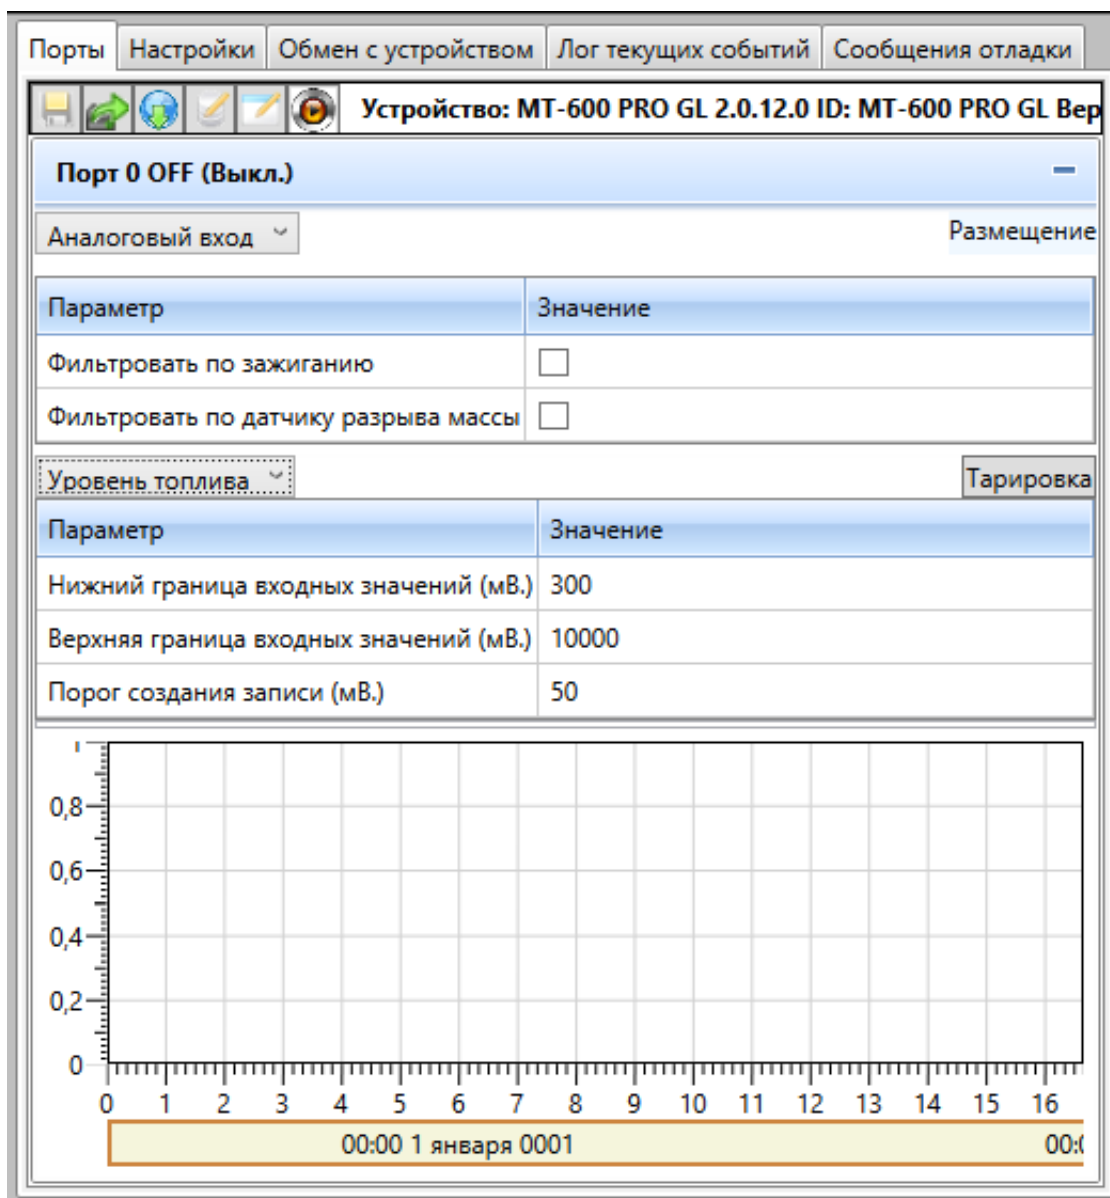 Порты Настройки Обмен с устройством Лог текущих событий Сообщения отладки
Устройство: MT-600 PRO GL 2.0.12.0 ID: MT-600 PRO GL Вер
Порт 0 OFF (Выкл.)
Аналоговый вход Размещение
Параметр Значение
Фильтровать по зажиганию
Фильтровать по датчику разрыва массы
Уровень топлива Тарировка
Параметр Значение
Нижний граница входных значений (мВ.) 300
Верхняя граница входных значений (мВ.) 10000
Порог создания записи (мВ.) 50
1
0,8
0,6
0,4
0,2
0
0 1 2 3 4 5 6 7 8 9 10 11 12 13 14 15 16
00:00 1 января 0001 00:0